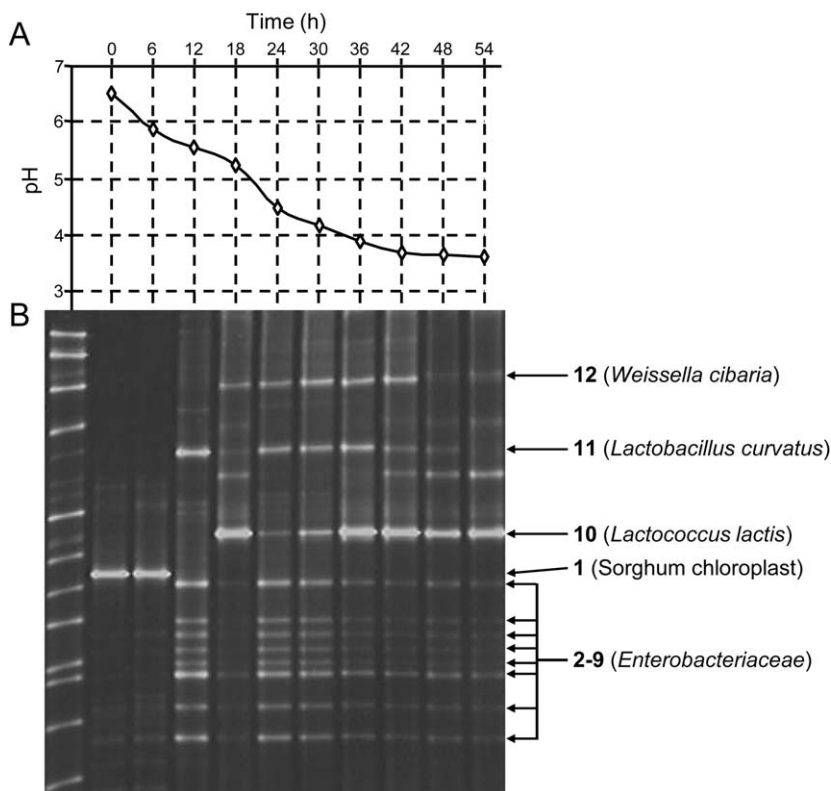 A
Time (h)
0 6 12 18 24 30 36 42 48 54
7
6
5
4
3
pH
B
12 (Weissella cibaria)
11 (Lactobacillus curvatus)
10 (Lactococcus lactis)
1 (Sorghum chloroplast)
2-9 (Enterobacteriaceae)